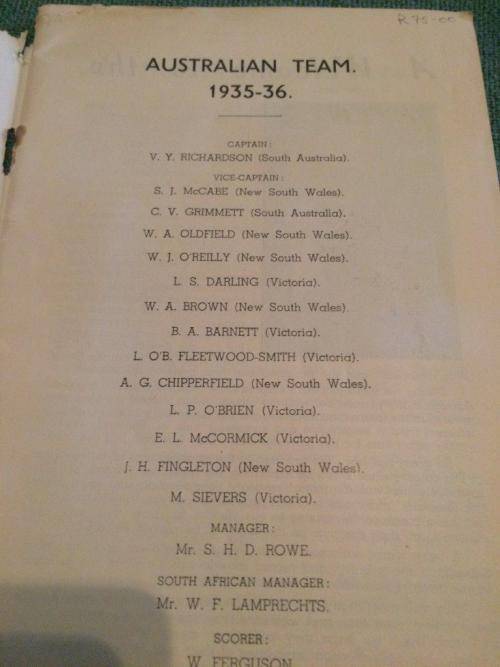 R75-00
AUSTRALIAN TEAM.
1935-36.
CAPTAIN:
V. Y. RICHARDSON (South Australia).
VICE-CAPTAIN:
S. J. McCABE (New South Wales).
C. V. GRIMMETT (South Australia).
W. A. OLDFIELD (New South Wales).
W. J. O'REILLY (New South Wales).
L. S. DARLING (Victoria).
W. A. BROWN (New South Wales)
B. A. BARNETT (Victoria).
L. O'B. FLEETWOOD-SMITH (Victoria).
A. G. CHIPPERFIELD (New South Wales).
L. P. O'BRIEN (Victoria).
E. L. McCORMICK (Victoria).
J. H. FINGLETON (New South Wales).
M. SIEVERS (Victoria).
MANAGER:
Mr. S. H. D. ROWE.
SOUTH AFRICAN MANAGER:
Mr. W. F. LAMPRECHTS.
SCORER:
W. FERGUSON